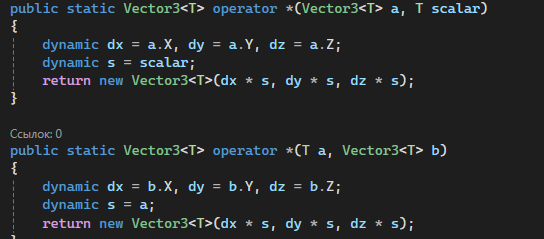 public static Vector3<T> operator *(Vector3<T> a, T scalar)
{
    dynamic dx = a.X, dy = a.Y, dz = a.Z;
    dynamic s = scalar;
    return new Vector3<T>(dx * s, dy * s, dz * s);
}
Ссылок: 0
public static Vector3<T> operator *(T a, Vector3<T> b)
{
    dynamic dx = b.X, dy = b.Y, dz = b.Z;
    dynamic s = a;
    return new Vector3<T>(dx * s, dy * s, dz * s);
}